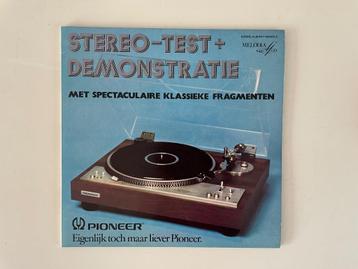 STEREO-TEST+
DEMONSTRATIE
MELODIA
MET SPECTACULAIRE KLASSIEKE FRAGMENTEN
PIONEER
Eigenlijk toch maar liever Pioneer.